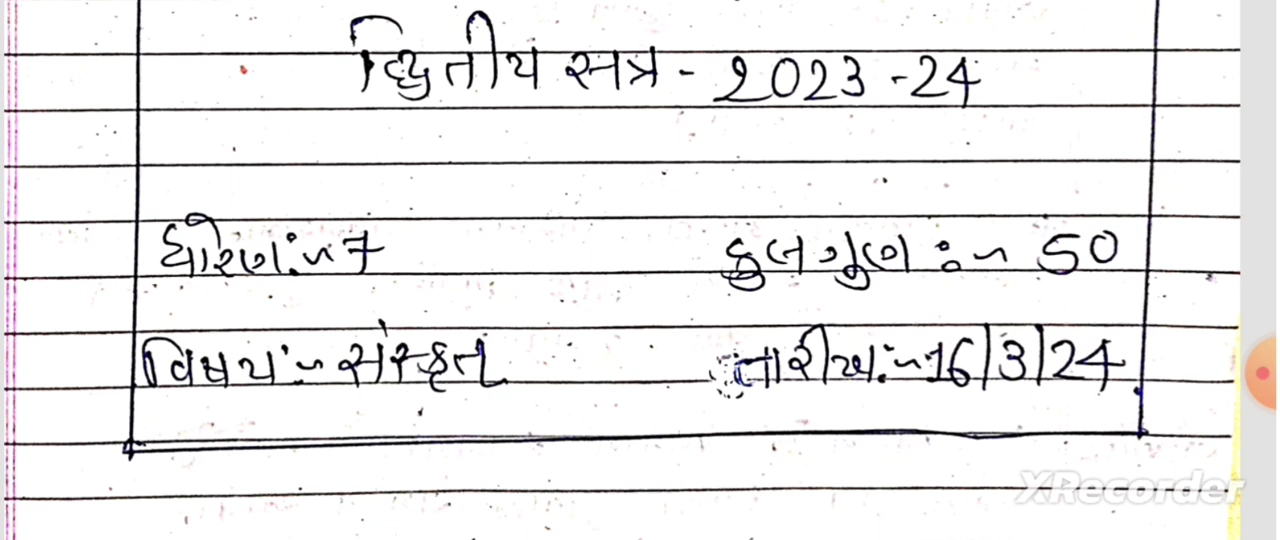 દ્વિતીય સત્ર - 2023 - 24
ધોરણ :~ 7 કુલ ગુણ :~ 50
વિષય :~ સંસ્કૃત તારીખ :~ 16/3/24
XRecorder